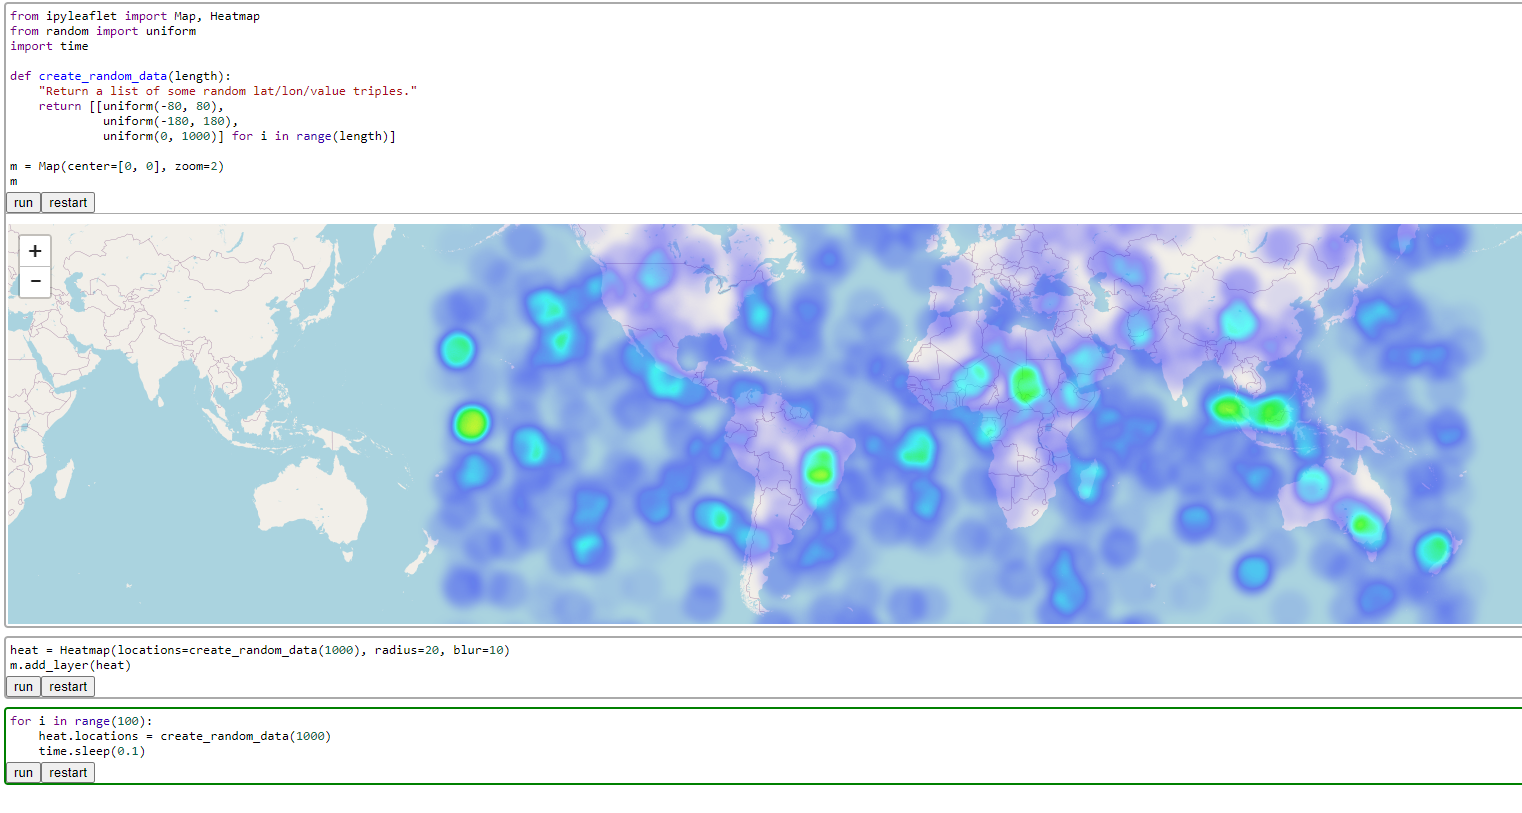 from ipyleaflet import Map, Heatmap
from random import uniform
import time
def create_random_data(length):
    "Return a list of some random lat/lon/value triples."
    return [[uniform(-80, 80),
             uniform(-180, 180),
             uniform(0, 1000)] for i in range(length)]
m = Map(center=[0, 0], zoom=2)
m
run restart
+
−
heat = Heatmap(locations=create_random_data(1000), radius=20, blur=10)
m.add_layer(heat)
run restart
for i in range(100):
    heat.locations = create_random_data(1000)
    time.sleep(0.1)
run restart